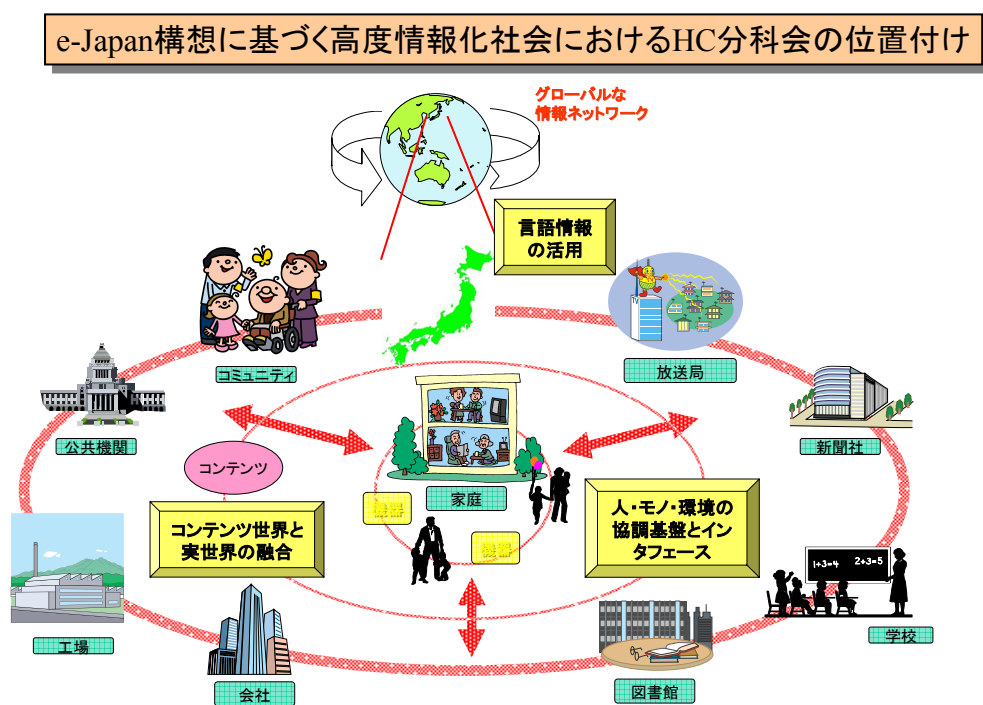 e-Japan構想に基づく高度情報化社会におけるHC分科会の位置付け
グローバルな
情報ネットワーク
言語情報
の活用
TV
コミュニティ
放送局
公共機関
新聞社
コンテンツ
家庭
機器
機器
コンテンツ世界と
実世界の融合
人・モノ・環境の
協調基盤とイン
タフェース
1+3=4
2+3=5
工場
学校
会社
図書館